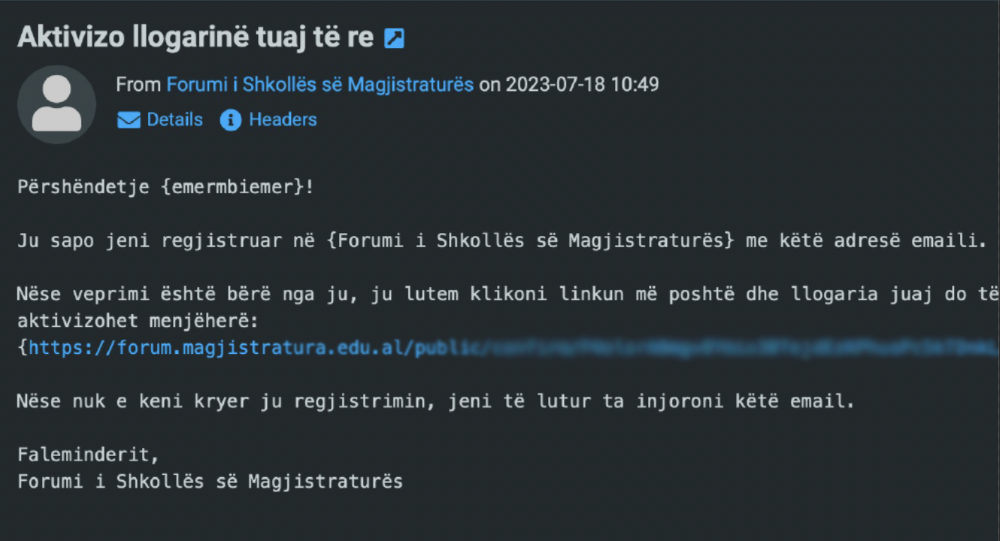 Aktivizo llogarinë tuaj të re
From Forumi i Shkollës së Magjistraturës on 2023-07-18 10:49
Details Headers
Përshëndetje {emermbiemer}!
Ju sapo jeni regjistruar në {Forumi i Shkollës së Magjistraturës} me këtë adresë emaili.
Nëse veprimi është bërë nga ju, ju lutem klikoni linkun më poshtë dhe llogaria juaj do të
aktivizohet menjëherë:
{https://forum.magjistratura.edu.al/public/
Nëse nuk e keni kryer ju regjistrimin, jeni të lutur ta injoroni këtë email.
Faleminderit,
Forumi i Shkollës së Magjistraturës